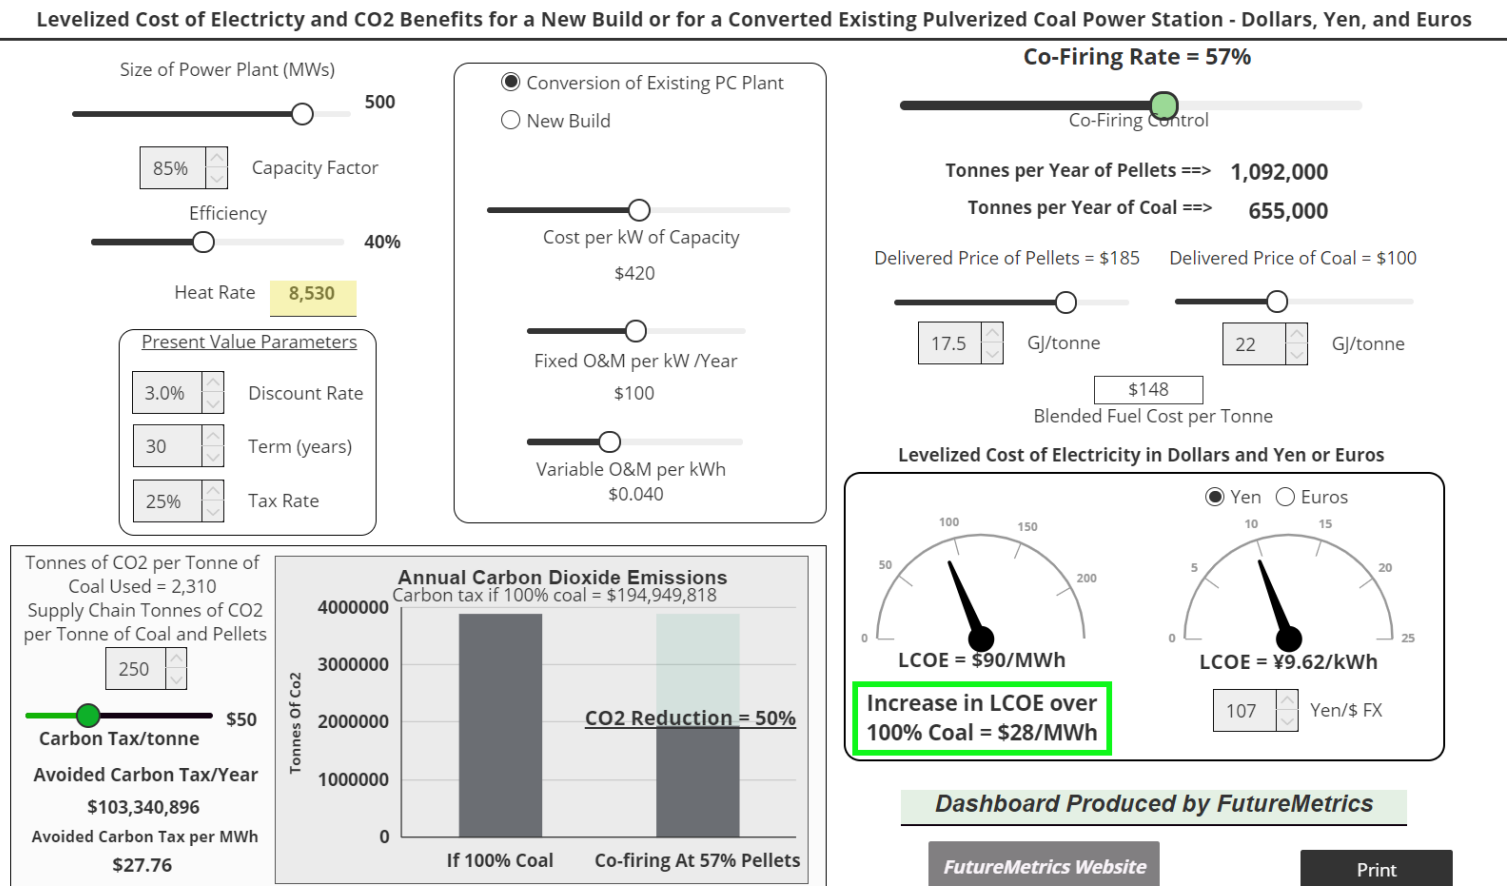 Levelized Cost of Electricty and CO2 Benefits for a New Build or for a Converted Existing Pulverized Coal Power Station - Dollars, Yen, and Euros
Size of Power Plant (MWs)
500
85%
Capacity Factor
Efficiency
40%
Heat Rate
8,530
Present Value Parameters
3.0%
Discount Rate
30
Term (years)
25%
Tax Rate
Conversion of Existing PC Plant
New Build
Cost per kW of Capacity
$420
Fixed O&M per kW /Year
$100
Variable O&M per kWh
$0.040
Co-Firing Rate = 57%
Co-Firing Control
Tonnes per Year of Pellets ==> 1,092,000
Tonnes per Year of Coal ==> 655,000
Delivered Price of Pellets = $185
Delivered Price of Coal = $100
17.5
GJ/tonne
22
GJ/tonne
$148
Blended Fuel Cost per Tonne
Levelized Cost of Electricity in Dollars and Yen or Euros
Yen
Euros
0
50
100
150
200
LCOE = $90/MWh
0
5
10
15
20
25
LCOE = ¥9.62/kWh
Increase in LCOE over
100% Coal = $28/MWh
107
Yen/$ FX
Tonnes of CO2 per Tonne of
Coal Used = 2,310
Supply Chain Tonnes of CO2
per Tonne of Coal and Pellets
250
$50
Carbon Tax/tonne
Avoided Carbon Tax/Year
$103,340,896
Avoided Carbon Tax per MWh
$27.76
Annual Carbon Dioxide Emissions
Carbon tax if 100% coal = $194,949,818
Tonnes Of Co2
4000000
3000000
2000000
1000000
0
CO2 Reduction = 50%
If 100% Coal
Co-firing At 57% Pellets
Dashboard Produced by FutureMetrics
FutureMetrics Website
Print